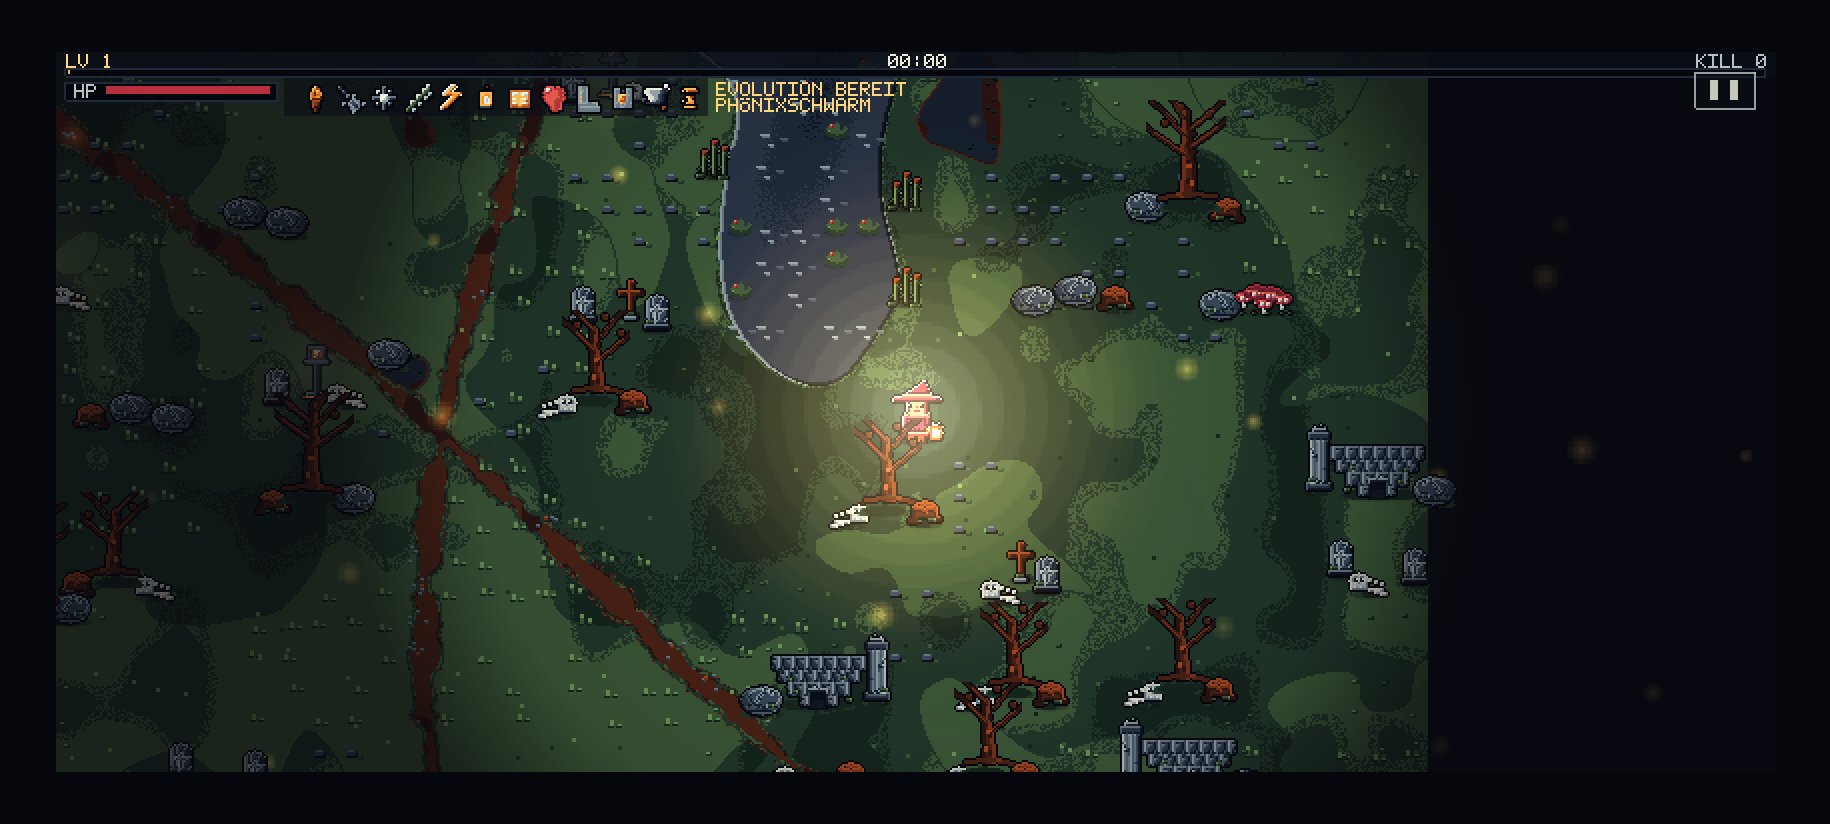 LV 1
00:00
KILL 0
HP
EVOLUTION BEREIT
PHÖNIXSCHWARM